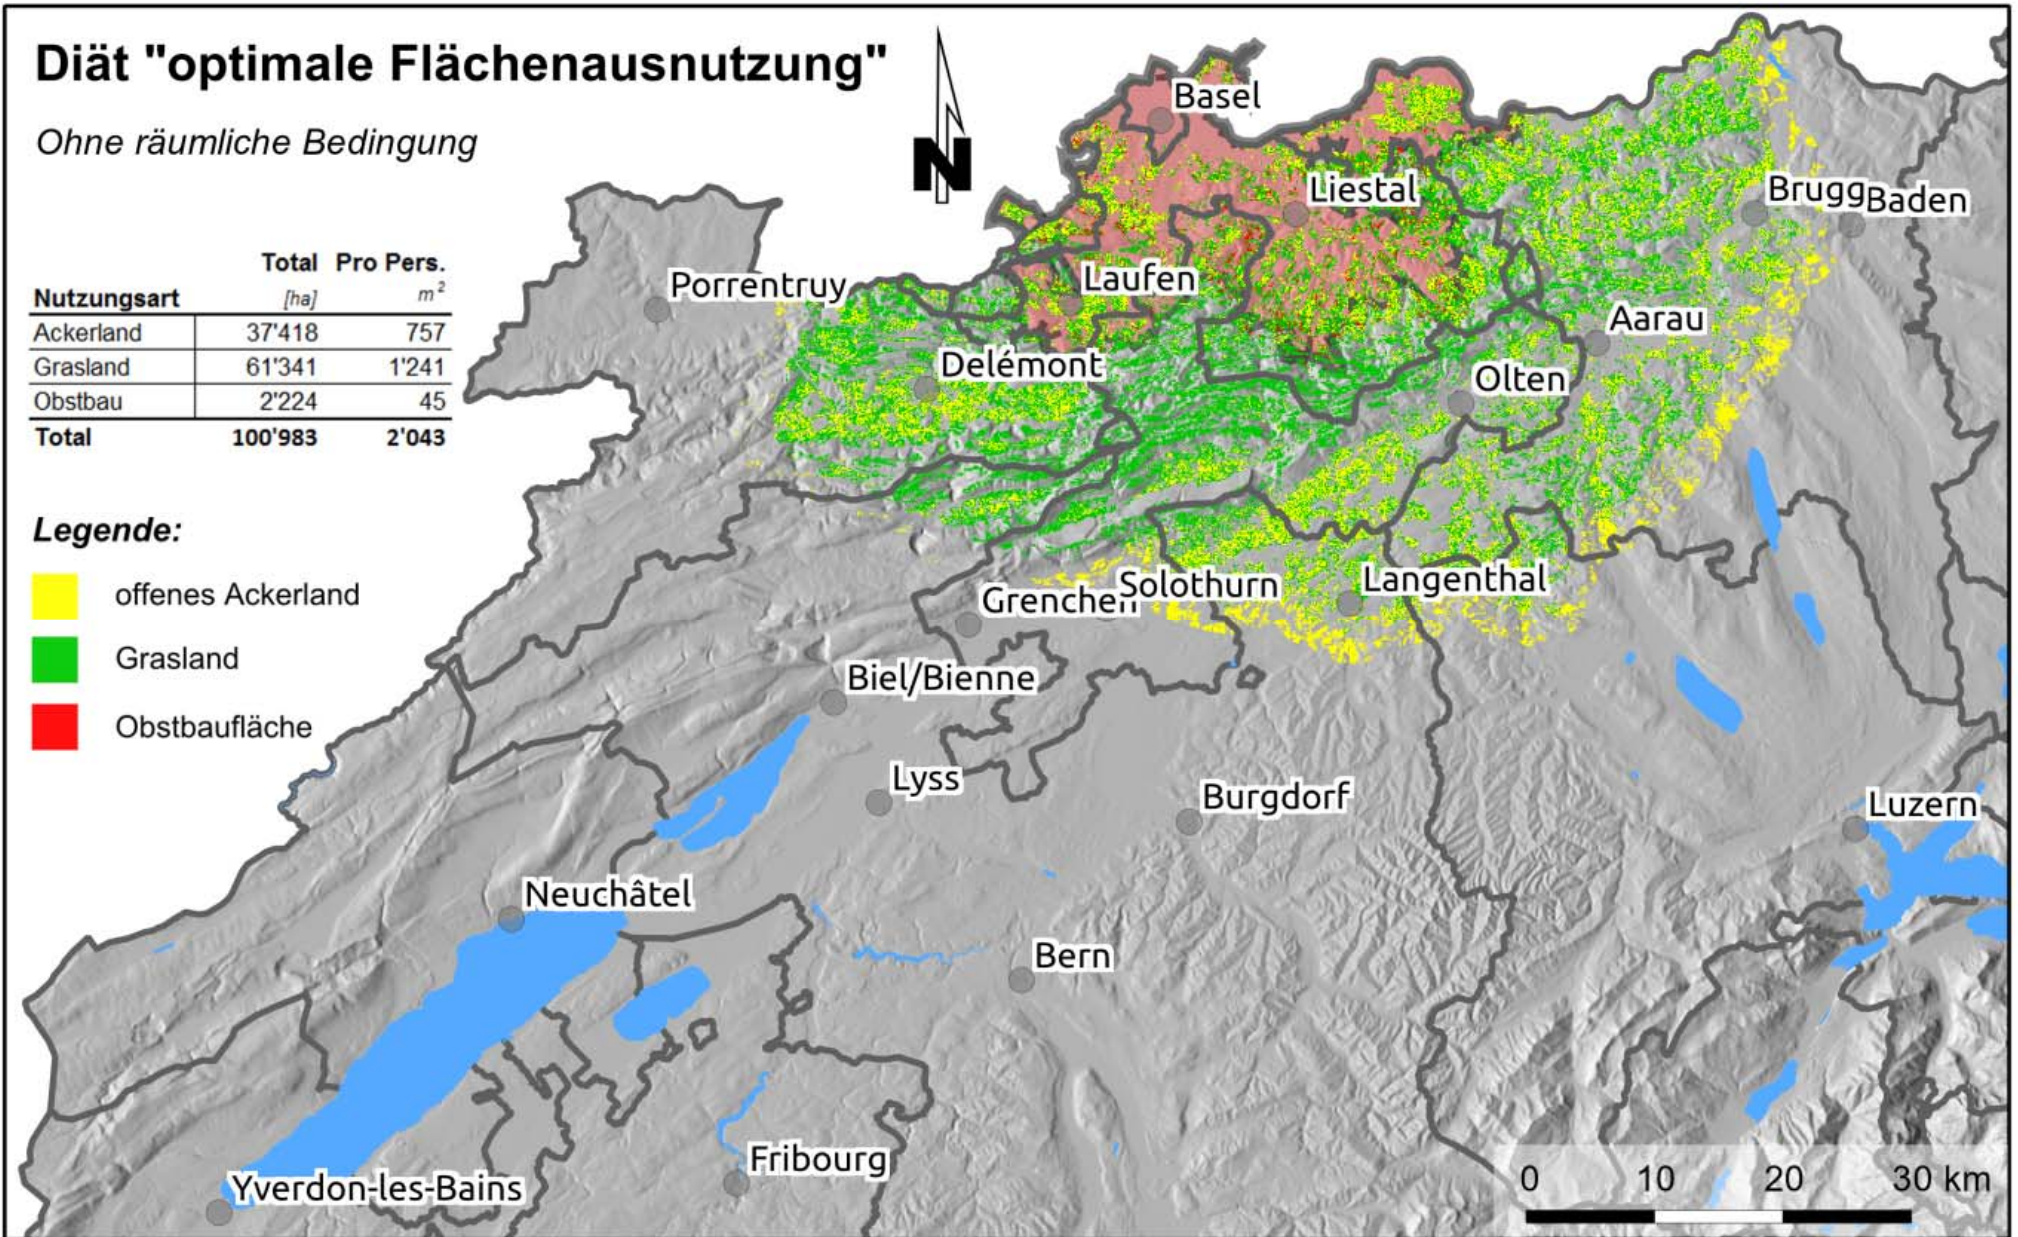 Diät "optimale Flächenausnutzung"
Ohne räumliche Bedingung
Total Pro Pers.
Nutzungsart [ha] m²
Ackerland 37'418 757
Grasland 61'341 1'241
Obstbau 2'224 45
Total 100'983 2'043
Legende:
offenes Ackerland
Grasland
Obstbaufläche
N
Basel
Liestal
Brugg
Baden
Porrentruy
Laufen
Aarau
Delémont
Olten
Grenchen
Solothurn
Langenthal
Biel/Bienne
Lyss
Burgdorf
Luzern
Neuchâtel
Bern
Fribourg
Yverdon-les-Bains
0 10 20 30 km